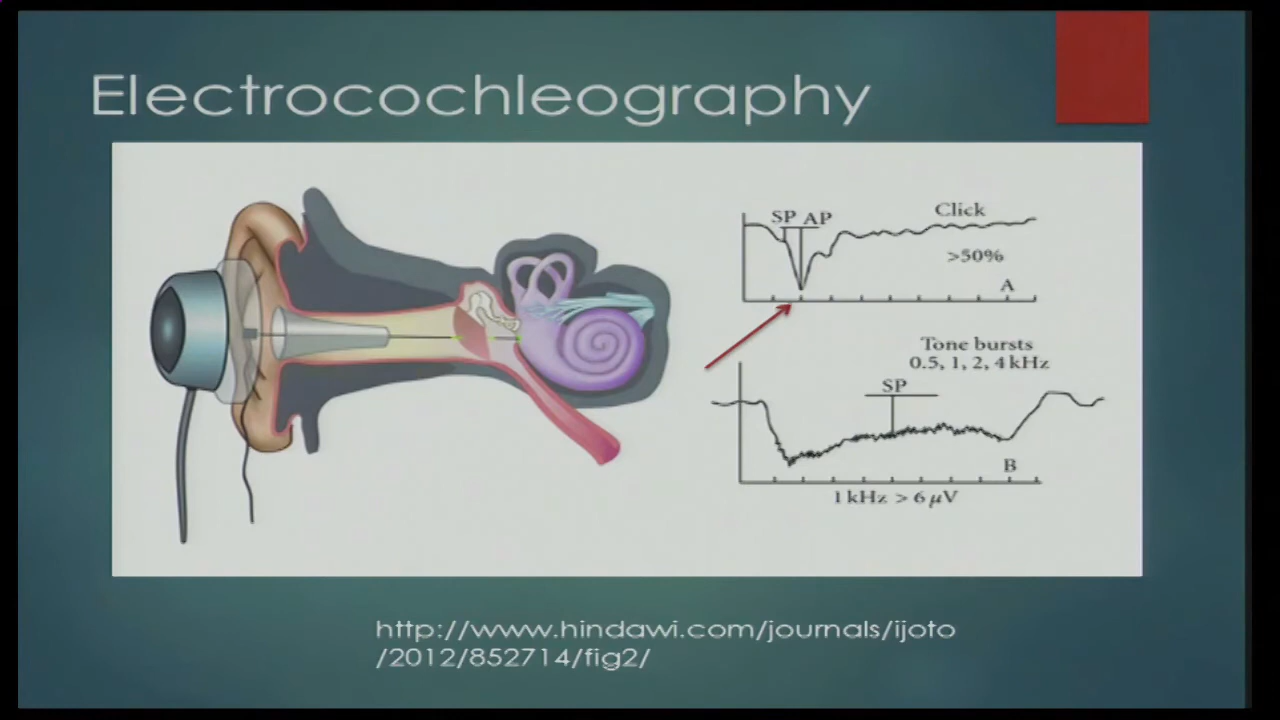 Electrocochleography
SP AP
Click
>50%
A
Tone bursts
0.5, 1, 2, 4 kHz
SP
B
1 kHz > 6 μV
http://www.hindawi.com/journals/ijoto
/2012/852714/fig2/